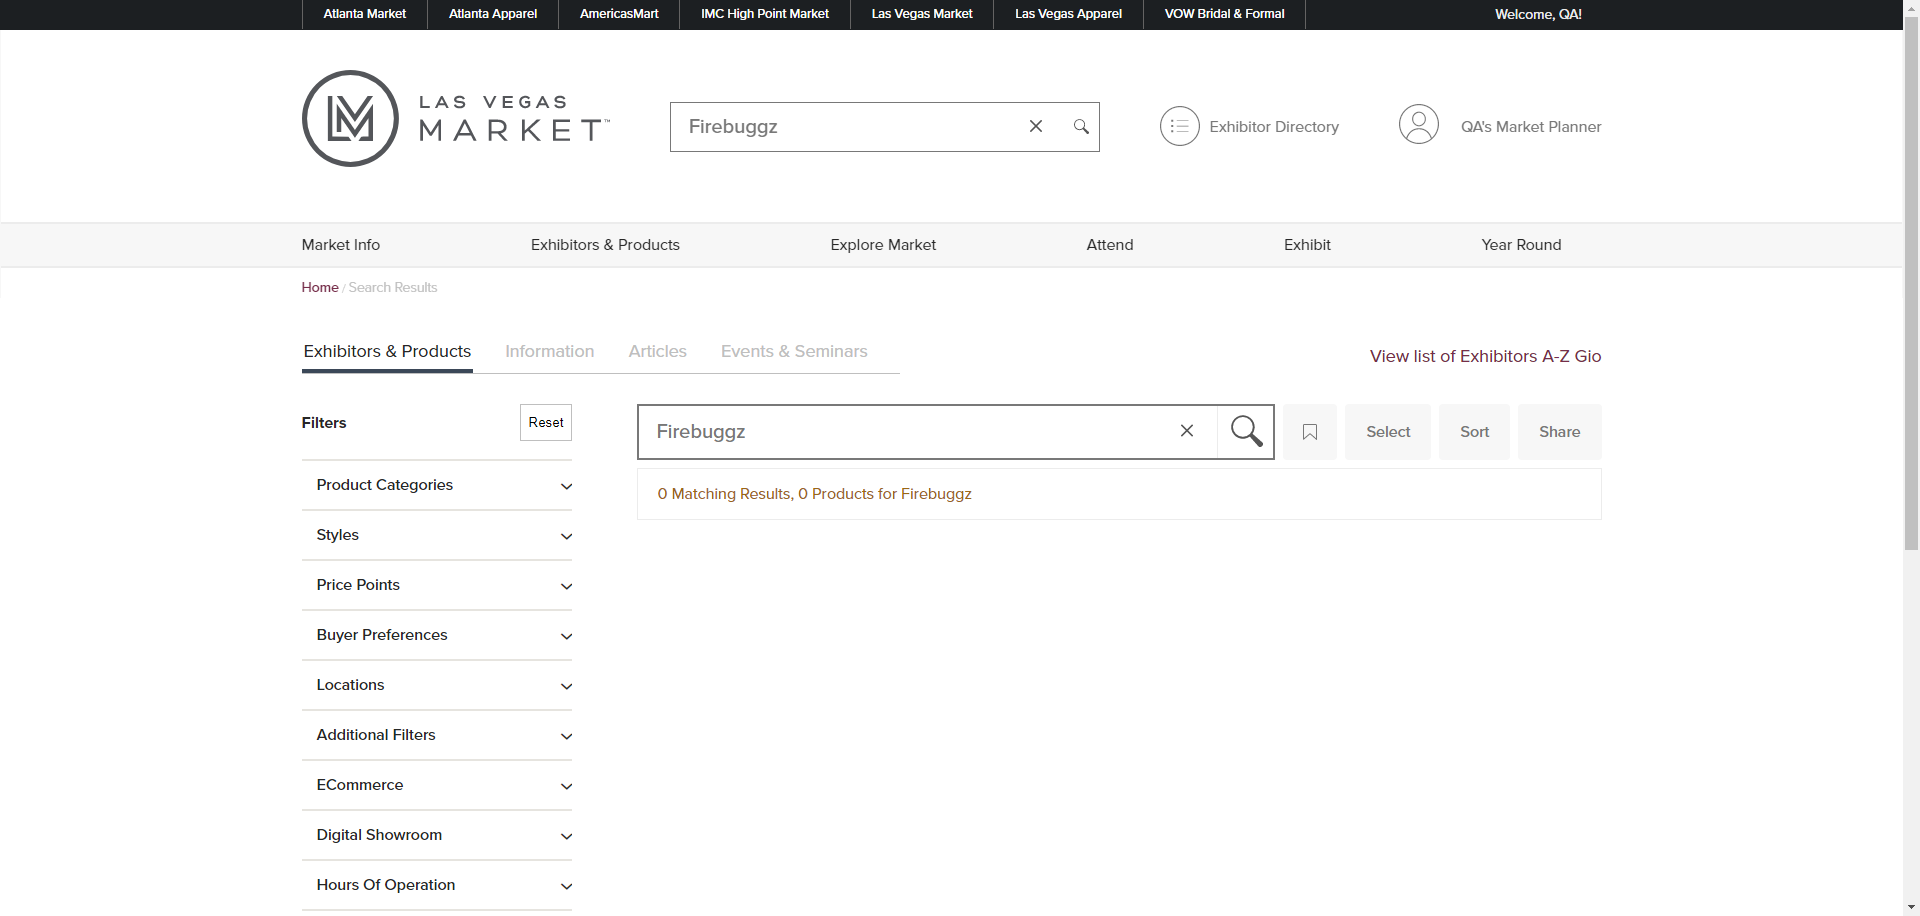 Atlanta Market
Atlanta Apparel
AmericasMart
IMC High Point Market
Las Vegas Market
Las Vegas Apparel
VOW Bridal & Formal
Welcome, QA!
LAS VEGAS
MARKET™
Firebuggz
Exhibitor Directory
QA's Market Planner
Market Info
Exhibitors & Products
Explore Market
Attend
Exhibit
Year Round
Home / Search Results
Exhibitors & Products
Information
Articles
Events & Seminars
View list of Exhibitors A-Z Gio
Filters
Reset
Firebuggz
Select
Sort
Share
0 Matching Results, 0 Products for Firebuggz
Product Categories
Styles
Price Points
Buyer Preferences
Locations
Additional Filters
ECommerce
Digital Showroom
Hours Of Operation